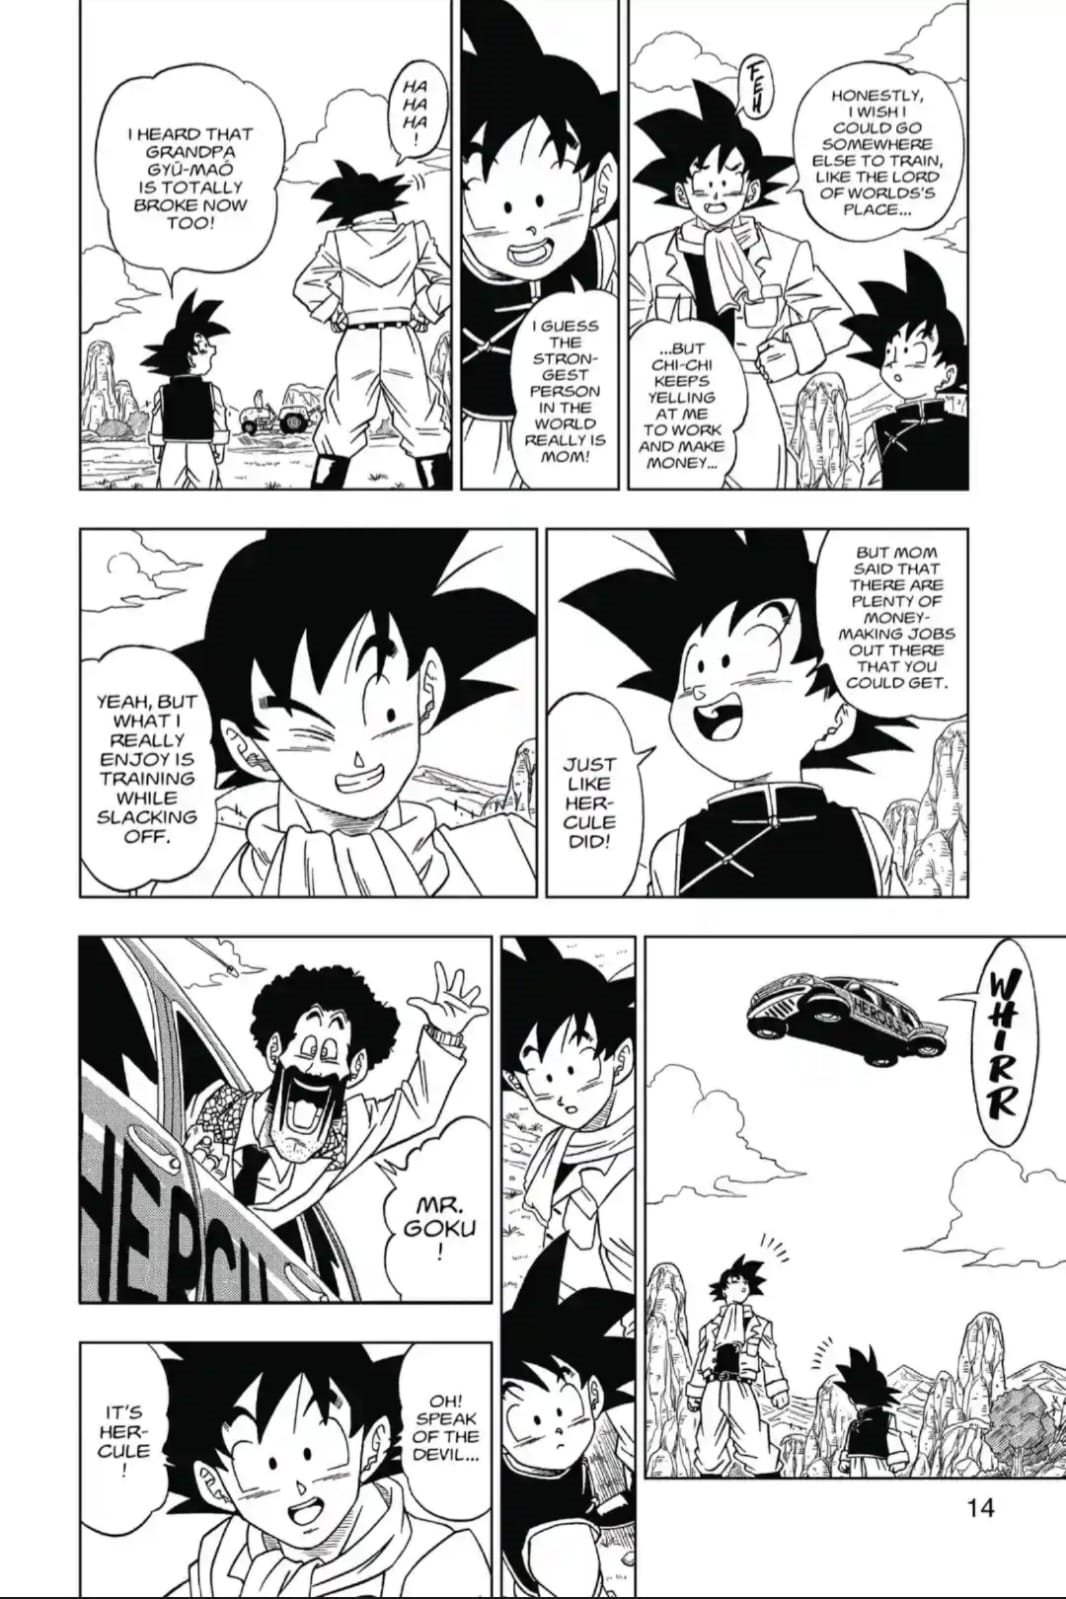 HONESTLY,
I WISH I
COULD GO
SOMEWHERE
ELSE TO TRAIN,
LIKE THE LORD
OF WORLDS'S
PLACE...
FEH
...BUT
CHI-CHI
KEEPS
YELLING
AT ME
TO WORK
AND MAKE
MONEY...
I GUESS
THE
STRON-
GEST
PERSON
IN THE
WORLD
REALLY IS
MOM!
HA
HA
HA
!
I HEARD THAT
GRANDPA
GYŪ-MAŌ
IS TOTALLY
BROKE NOW
TOO!
BUT MOM
SAID THAT
THERE ARE
PLENTY OF
MONEY-
MAKING JOBS
OUT THERE
THAT YOU
COULD GET.
JUST
LIKE
HER-
CULE
DID!
YEAH, BUT
WHAT I
REALLY
ENJOY IS
TRAINING
WHILE
SLACKING
OFF.
WHIRR
HERCULE
MR.
GOKU
!
HERCUL
OH!
SPEAK
OF THE
DEVIL...
IT'S
HER-
CULE
!
14